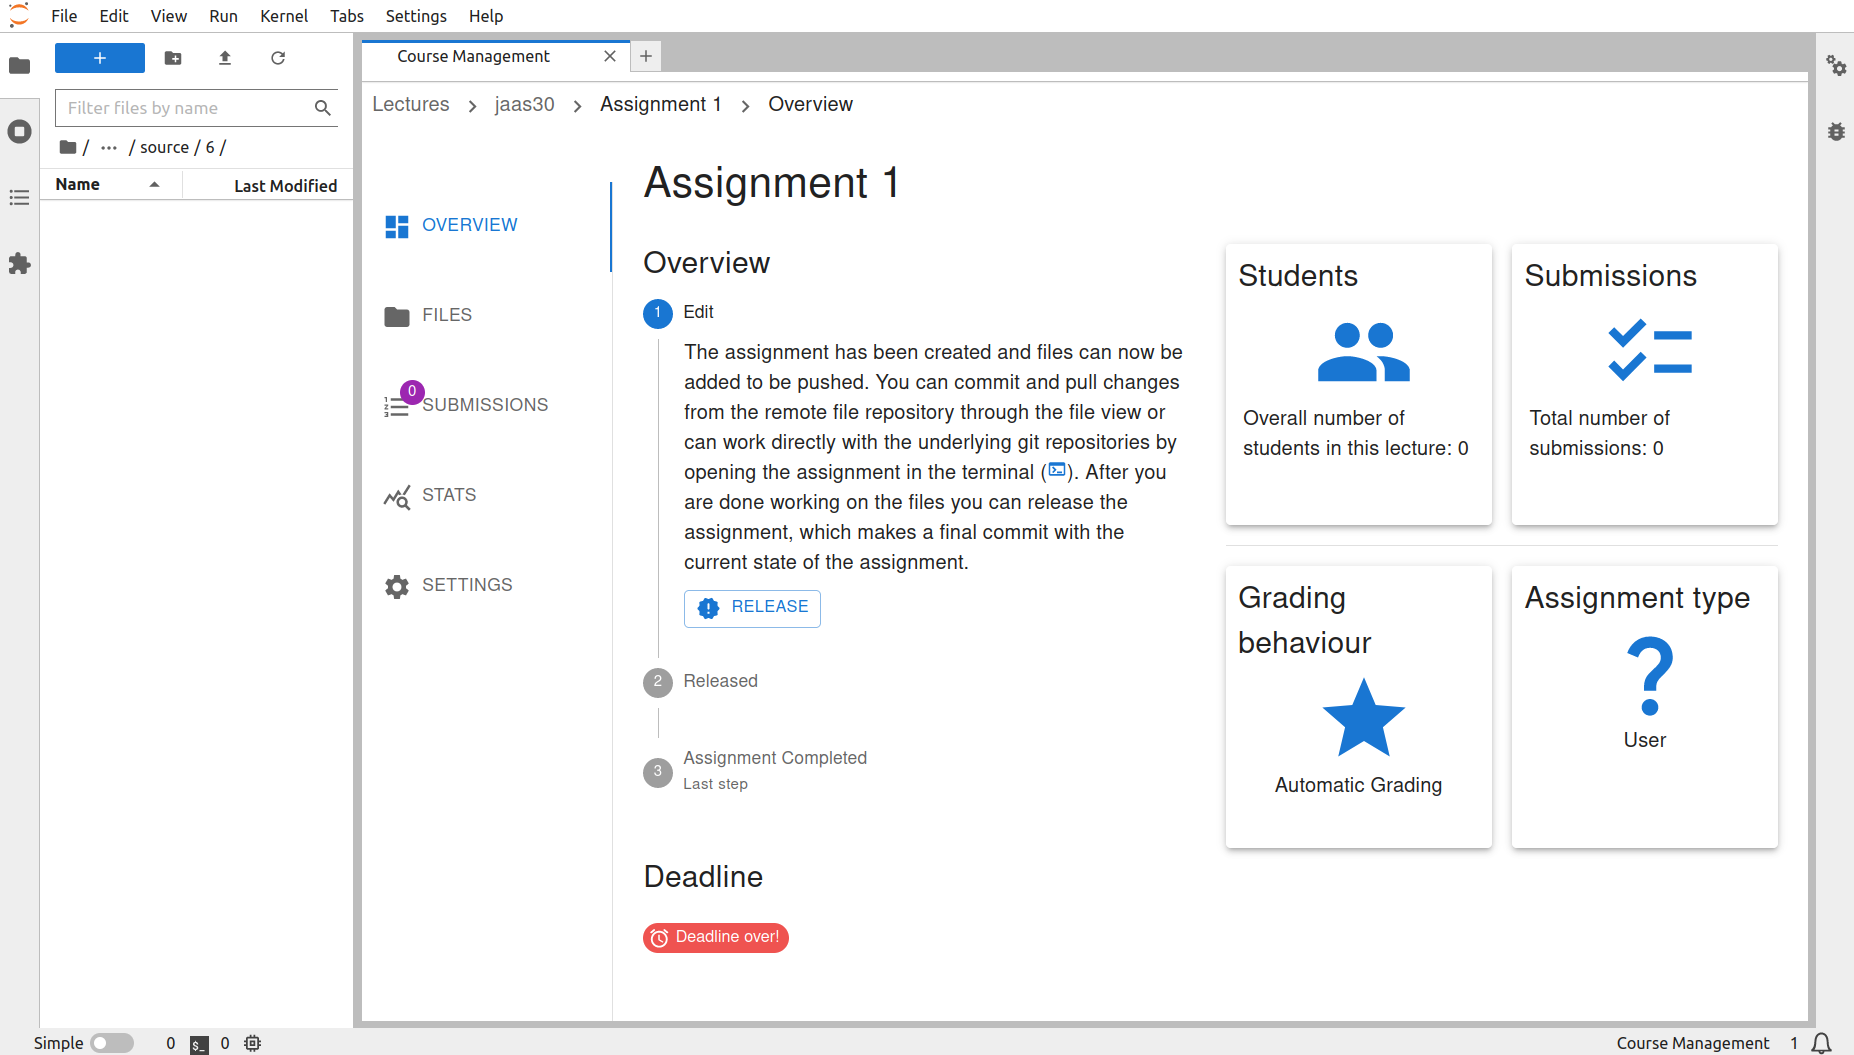 File Edit View Run Kernel Tabs Settings Help
+
Filter files by name
/ ··· / source / 6 /
Name Last Modified
Course Management
Lectures > jaas30 > Assignment 1 > Overview
OVERVIEW
FILES
0
SUBMISSIONS
STATS
SETTINGS
Assignment 1
Overview
1 Edit
The assignment has been created and files can now be
added to be pushed. You can commit and pull changes
from the remote file repository through the file view or
can work directly with the underlying git repositories by
opening the assignment in the terminal ( ). After you
are done working on the files you can release the
assignment, which makes a final commit with the
current state of the assignment.
RELEASE
2 Released
3 Assignment Completed
Last step
Deadline
Deadline over!
Students
Overall number of
students in this lecture: 0
Submissions
Total number of
submissions: 0
Grading
behaviour
Automatic Grading
Assignment type
?
User
Simple 0 $_ 0 Course Management 1